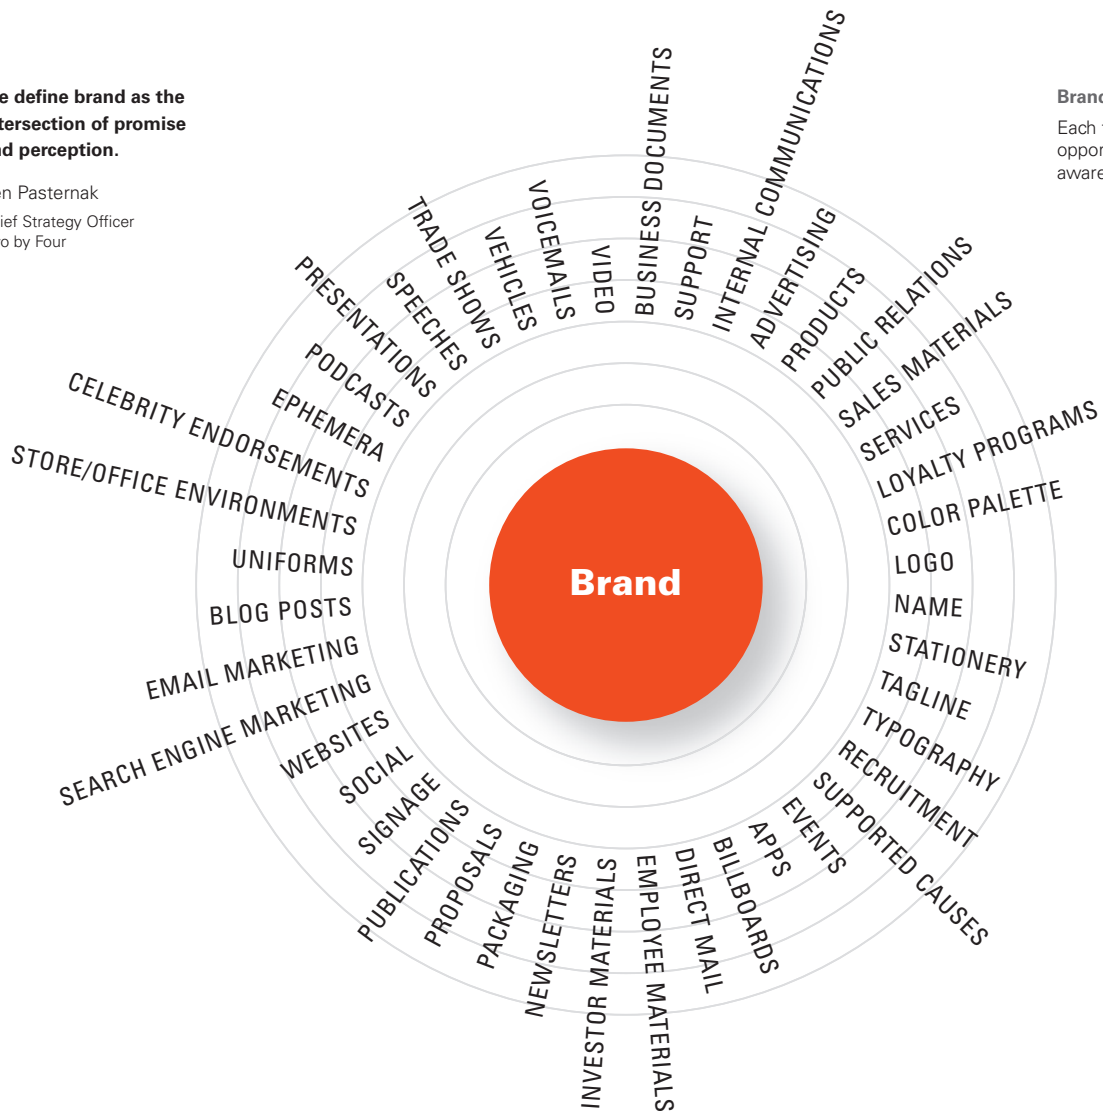 e define brand as the
tersection of promise
d perception.
en Pasternak
ief Strategy Officer
o by Four
Brand
Each
oppor
aware
BUSINESS DOCUMENTS
SUPPORT
INTERNAL COMMUNICATIONS
ADVERTISING
PRODUCTS
PUBLIC RELATIONS
SALES MATERIALS
SERVICES
LOYALTY PROGRAMS
COLOR PALETTE
LOGO
NAME
STATIONERY
TAGLINE
TYPOGRAPHY
RECRUITMENT
SUPPORTED CAUSES
EVENTS
APPS
BILLBOARDS
DIRECT MAIL
EMPLOYEE MATERIALS
INVESTOR MATERIALS
NEWSLETTERS
PACKAGING
PROPOSALS
PUBLICATIONS
SIGNAGE
SOCIAL
WEBSITES
SEARCH ENGINE MARKETING
EMAIL MARKETING
BLOG POSTS
UNIFORMS
STORE/OFFICE ENVIRONMENTS
CELEBRITY ENDORSEMENTS
EPHEMERA
PODCASTS
PRESENTATIONS
SPEECHES
TRADE SHOWS
VEHICLES
VOICEMAILS
VIDEO
Brand